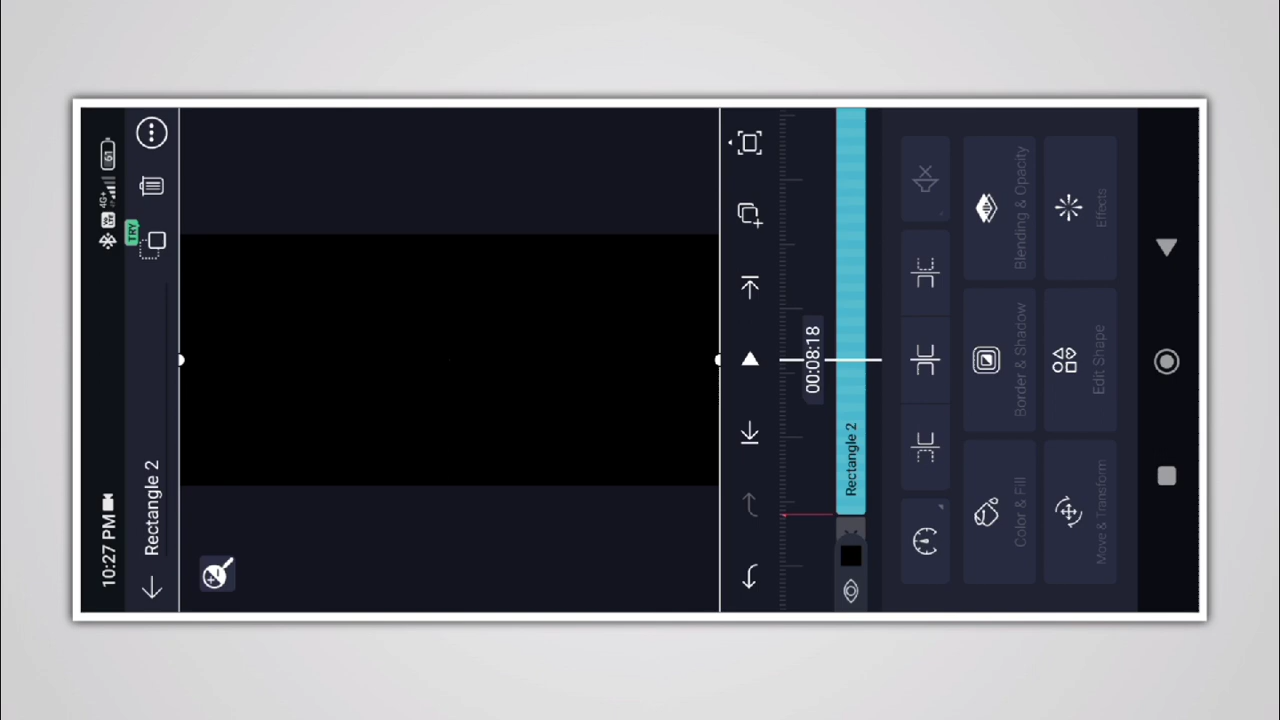 10:27 PM
4G+
61
Rectangle 2
TRY
00:08:18
Rectangle 2
Color & Fill
Border & Shadow
Blending & Opacity
Move & Transform
Edit Shape
Effects